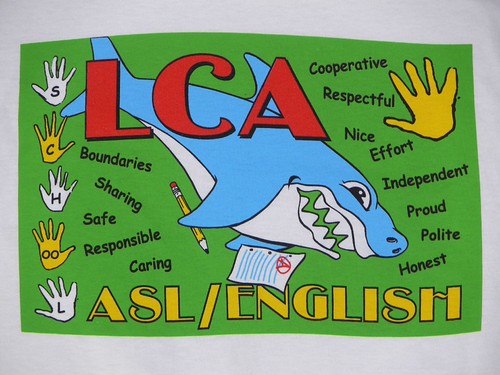 LCA
S
C
H
OO
L
Boundaries
Sharing
Safe
Responsible
Caring
Cooperative
Respectful
Nice
Effort
Independent
Proud
Polite
Honest
A
ASL/ENGLISH